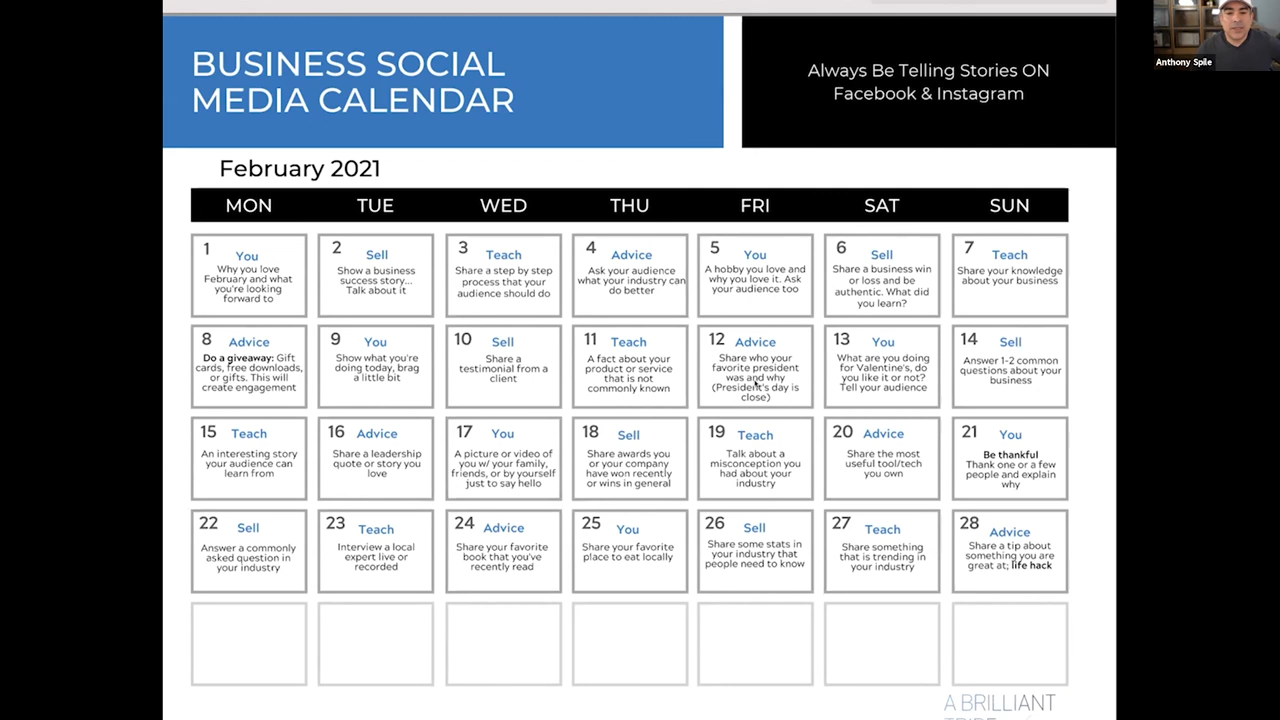 BUSINESS SOCIAL
MEDIA CALENDAR
Always Be Telling Stories ON
Facebook & Instagram
Anthony Spile
February 2021
MON TUE WED THU FRI SAT SUN
1 You
Why you love
February and what
you're looking
forward to
2 Sell
Show a business
success story...
Talk about it
3 Teach
Share a step by step
process that your
audience should do
4 Advice
Ask your audience
what your industry can
do better
5 You
A hobby you love and
why you love it. Ask
your audience too
6 Sell
Share a business win
or loss and be
authentic. What did
you learn?
7 Teach
Share your knowledge
about your business
8 Advice
Do a giveaway: Gift
cards, free downloads,
or gifts. This will
create engagement
9 You
Show what you're
doing today, brag
a little bit
10 Sell
Share a
testimonial from a
client
11 Teach
A fact about your
product or service
that is not
commonly known
12 Advice
Share who your
favorite president
was and why
(President's day is
close)
13 You
What are you doing
for Valentine's, do
you like it or not?
Tell your audience
14 Sell
Answer 1-2 common
questions about your
business
15 Teach
An interesting story
your audience can
learn from
16 Advice
Share a leadership
quote or story you
love
17 You
A picture or video of
you w/ your family,
friends, or by yourself
just to say hello
18 Sell
Share awards you
or your company
have won recently
or wins in general
19 Teach
Talk about a
misconception you
had about your
industry
20 Advice
Share the most
useful tool/tech
you own
21 You
Be thankful
Thank one or a few
people and explain
why
22 Sell
Answer a commonly
asked question in
your industry
23 Teach
Interview a local
expert live or
recorded
24 Advice
Share your favorite
book that you've
recently read
25 You
Share your favorite
place to eat locally
26 Sell
Share some stats in
your industry that
people need to know
27 Teach
Share something
that is trending in
your industry
28 Advice
Share a tip about
something you are
great at; life hack
A BRILLIANT